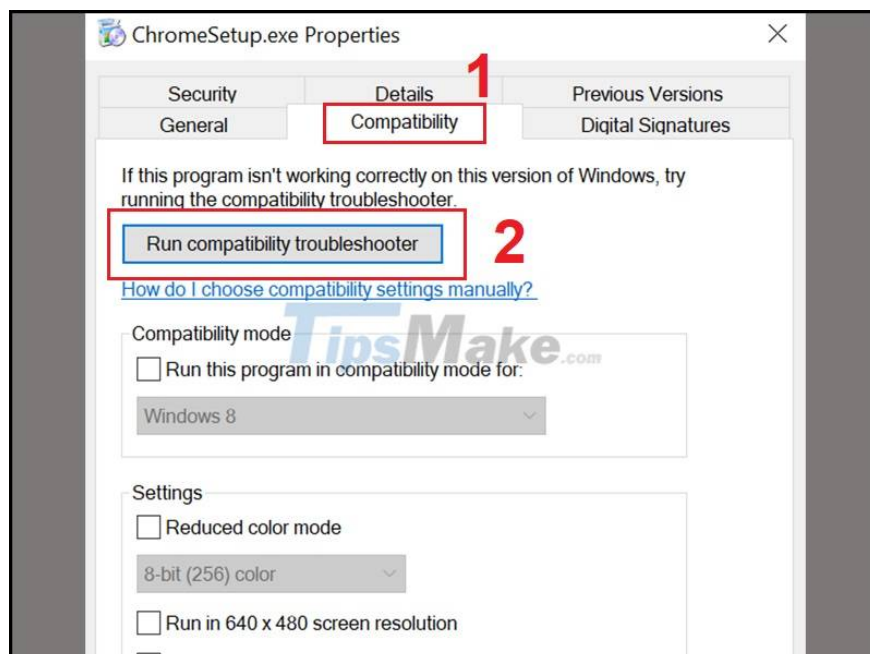 ChromeSetup.exe Properties
1
Security Details Previous Versions
General Compatibility Digital Signatures
If this program isn't working correctly on this version of Windows, try
running the compatibility troubleshooter.
Run compatibility troubleshooter
2
How do I choose compatibility settings manually?
TipsMake.com
Compatibility mode
Run this program in compatibility mode for:
Windows 8
Settings
Reduced color mode
8-bit (256) color
Run in 640 x 480 screen resolution